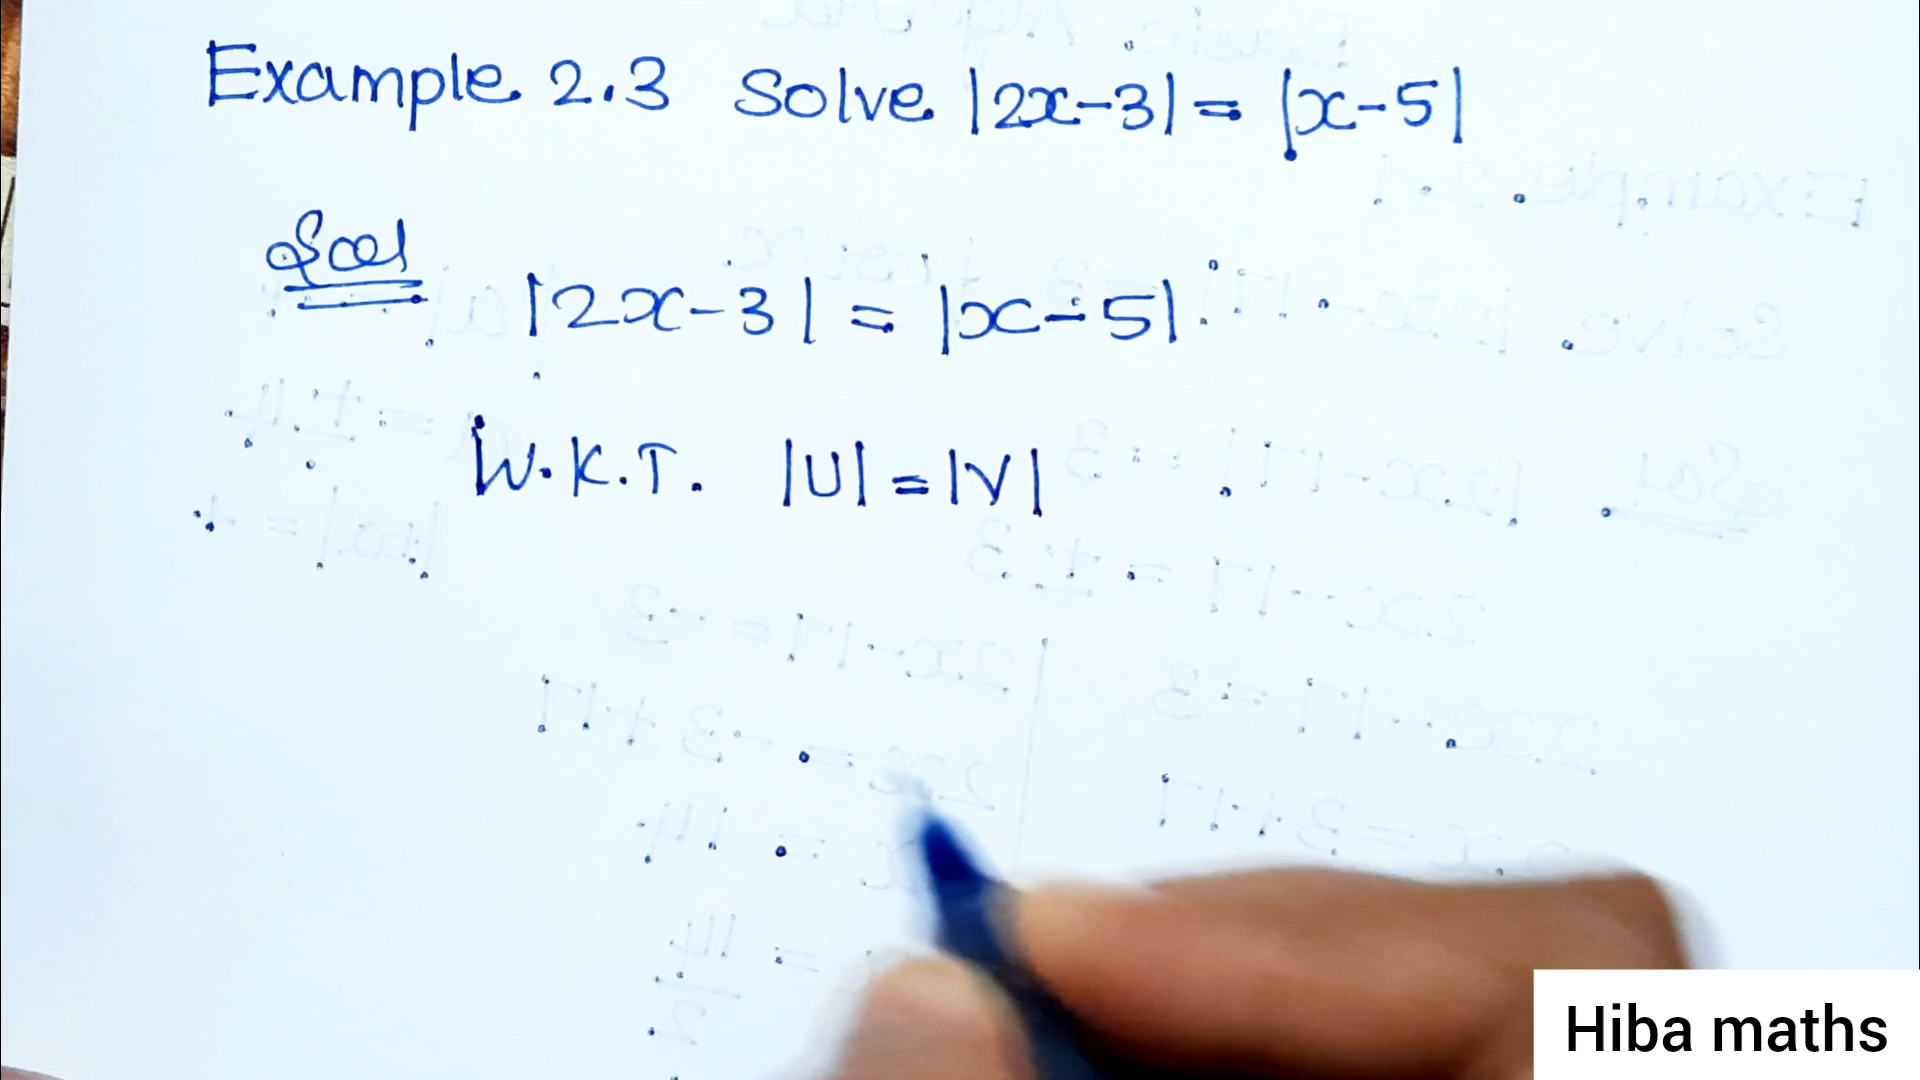 Example 2.3 Solve |2x-3| = |x-5|
Sol
|2x-3| = |x-5|
W.K.T. |U| = |V|
Hiba maths